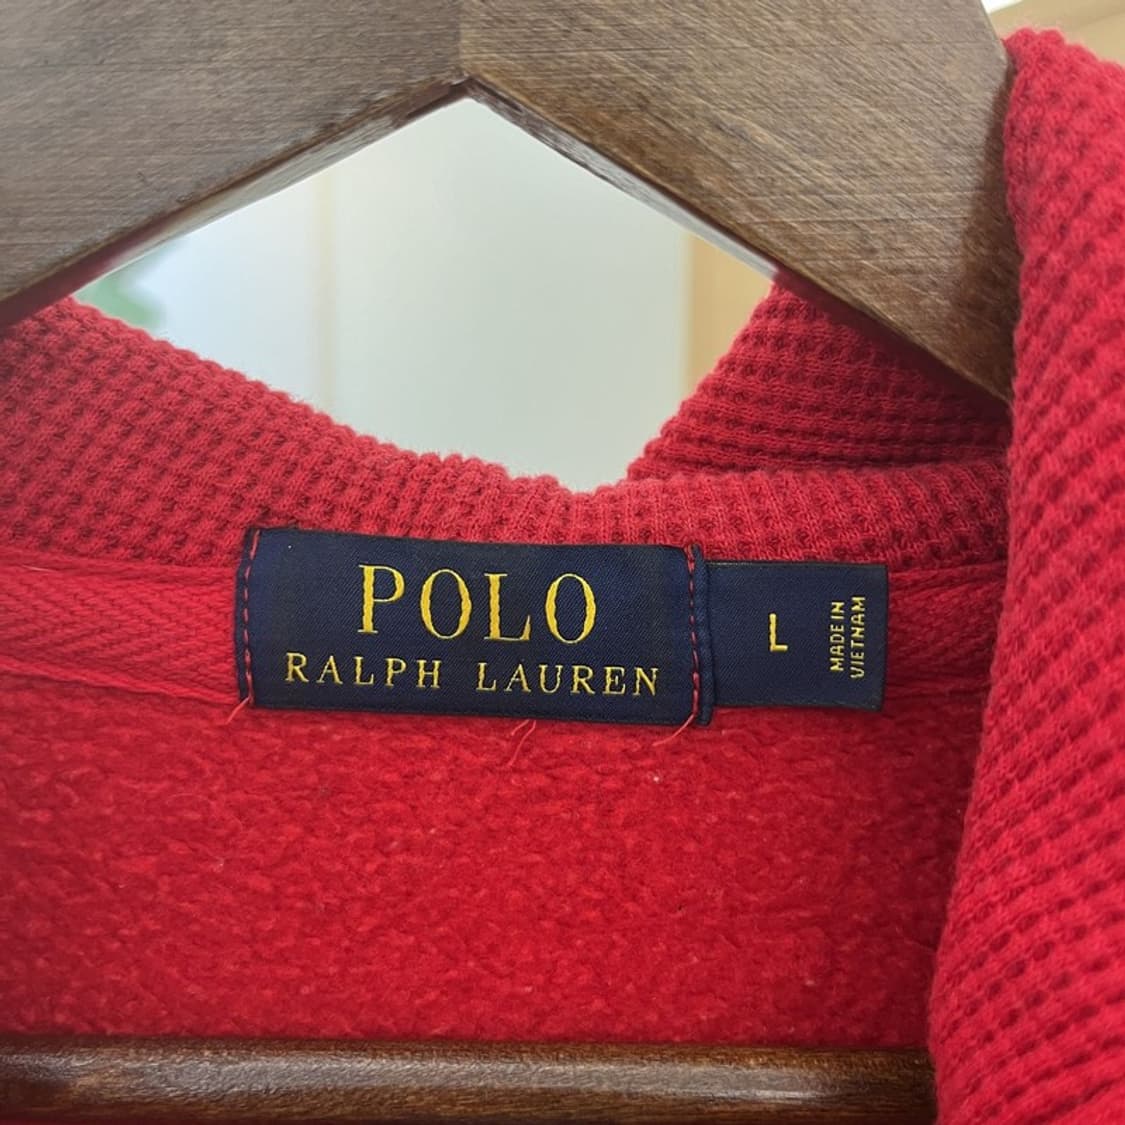 POLO
RALPH LAUREN
L
MADE IN
VIETNAM